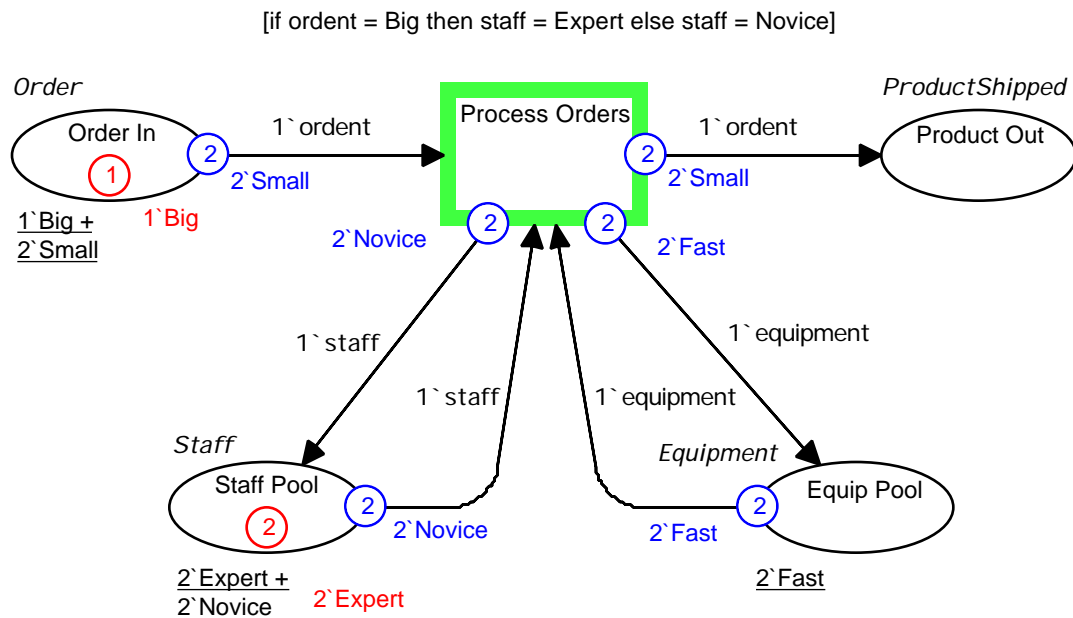 [if ordent = Big then staff = Expert else staff = Novice]
Order
ProductShipped
Order In
1`ordent
Process Orders
1`ordent
Product Out
1
2
2`Small
2
2`Small
1`Big +
2`Small
1`Big
2`Novice
2
2
2`Fast
1`staff
1`equipment
1`staff
1`equipment
Staff
Equipment
Staff Pool
2
2
2`Novice
2`Fast
2
Equip Pool
2`Expert +
2`Novice
2`Expert
2`Fast